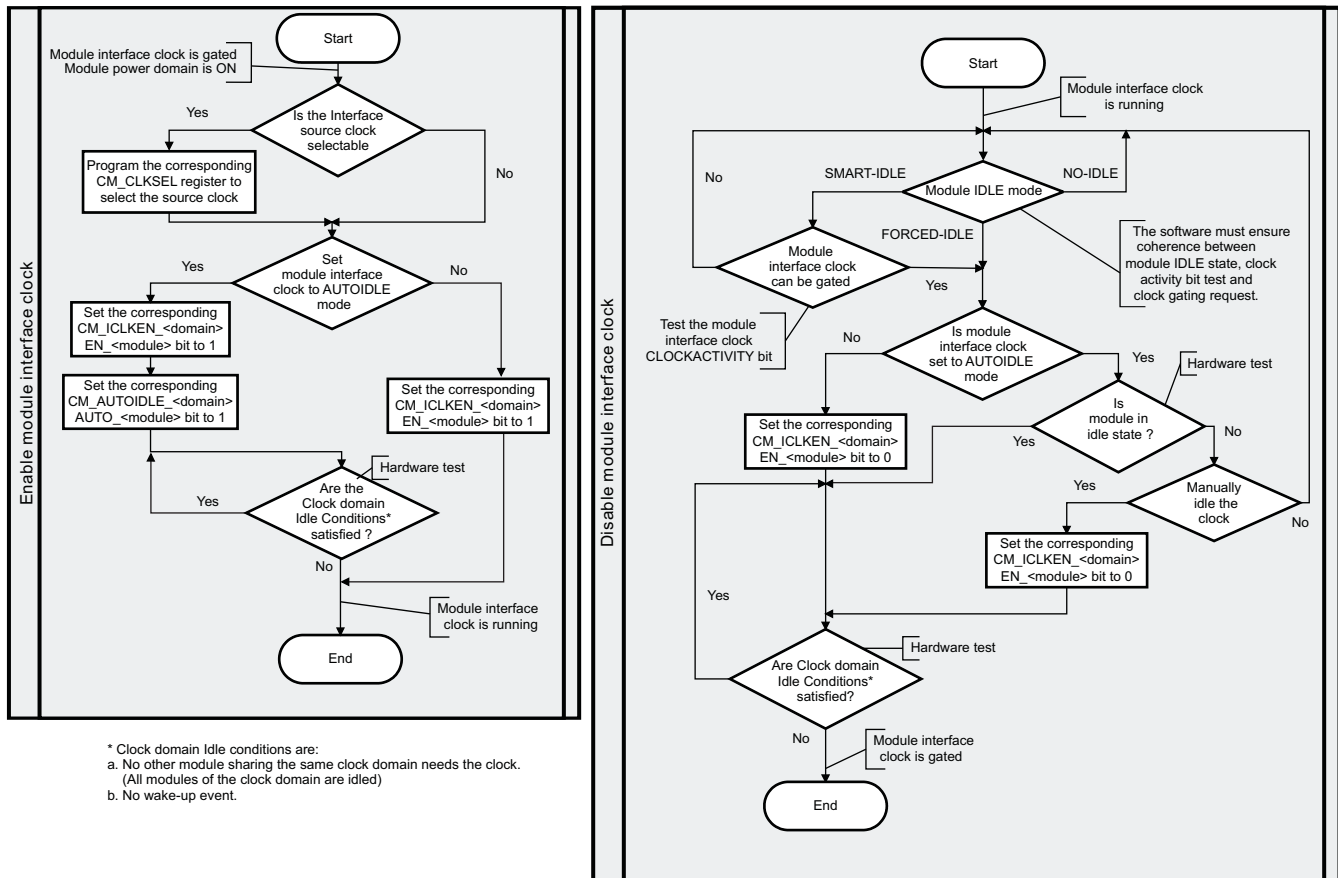 Enable module interface clock
Start
Module interface clock is gated
Module power domain is ON
Is the Interface
source clock
selectable
Yes
No
Program the corresponding
CM_CLKSEL register to
select the source clock
Set
module interface
clock to AUTOIDLE
mode
Yes
No
Set the corresponding
CM_ICLKEN_<domain>
EN_<module> bit to 1
Set the corresponding
CM_AUTOIDLE_<domain>
AUTO_<module> bit to 1
Set the corresponding
CM_ICLKEN_<domain>
EN_<module> bit to 1
Hardware test
Are the
Clock domain
Idle Conditions*
satisfied ?
Yes
No
Module interface
clock is running
End
* Clock domain Idle conditions are:
a. No other module sharing the same clock domain needs the clock.
(All modules of the clock domain are idled)
b. No wake-up event.
Disable module interface clock
Start
Module interface clock
is running
Module IDLE mode
SMART-IDLE
NO-IDLE
FORCED-IDLE
No
The software must ensure
coherence between
module IDLE state, clock
activity bit test and
clock gating request.
Module
interface clock
can be gated
Yes
Test the module
interface clock
CLOCKACTIVITY bit
Is module
interface clock
set to AUTOIDLE
mode
No
Yes
Hardware test
Is
module in
idle state ?
Yes
No
Set the corresponding
CM_ICLKEN_<domain>
EN_<module> bit to 0
Manually
idle the
clock
Yes
No
Set the corresponding
CM_ICLKEN_<domain>
EN_<module> bit to 0
Yes
Hardware test
Are Clock domain
Idle Conditions*
satisfied?
No
Module interface
clock is gated
End